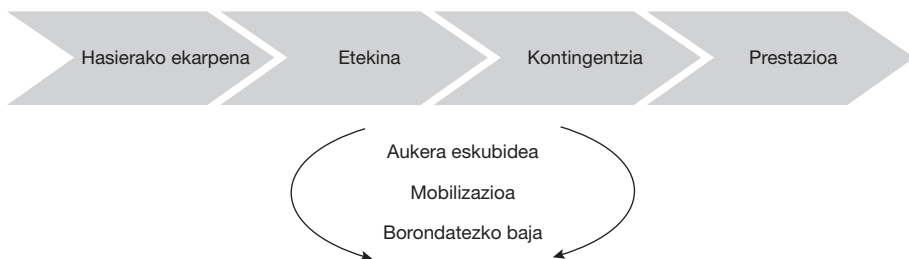 Hasierako ekarpena
Etekina
Kontingentzia
Prestazioa
Aukera eskubidea
Mobilizazioa
Borondatezko baja